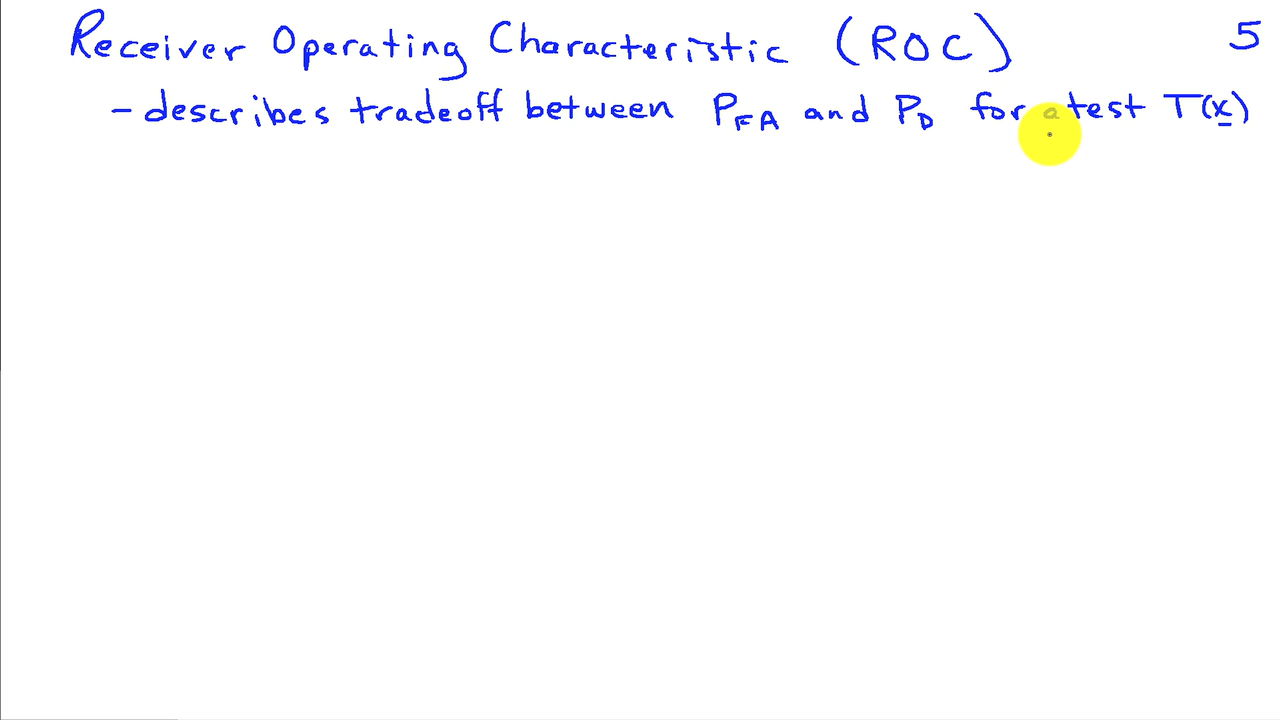 Receiver Operating Characteristic (ROC) 5
- describes tradeoff between P_FA and P_D for a test T(x)